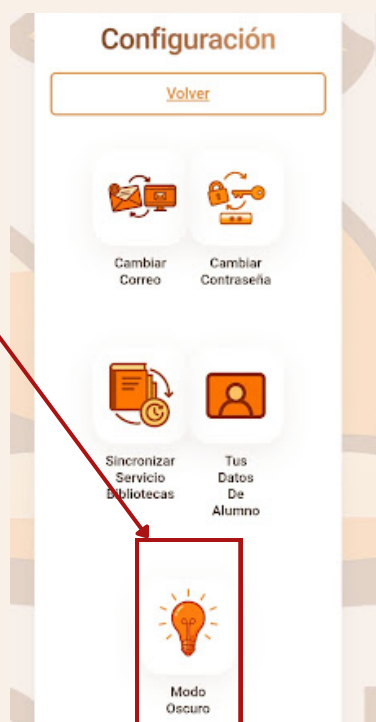 Configuración
Volver
Cambiar
Correo
Cambiar
Contraseña
Sincronizar
Servicio
Bibliotecas
Tus
Datos
De
Alumno
Modo
Oscuro